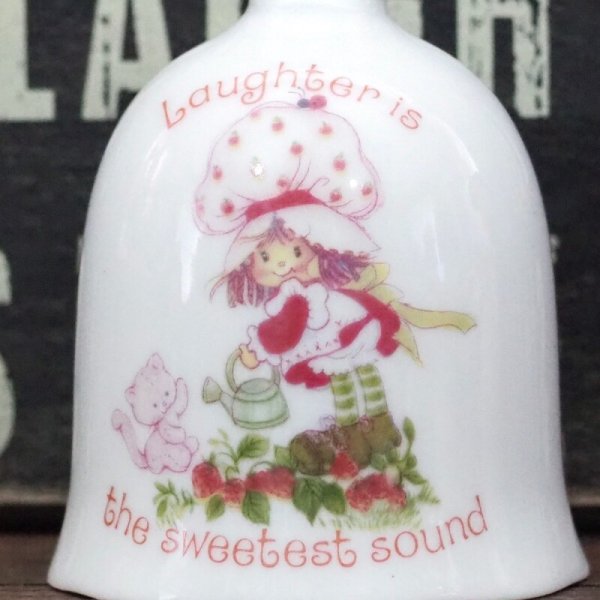 Laughter is
the sweetest sound